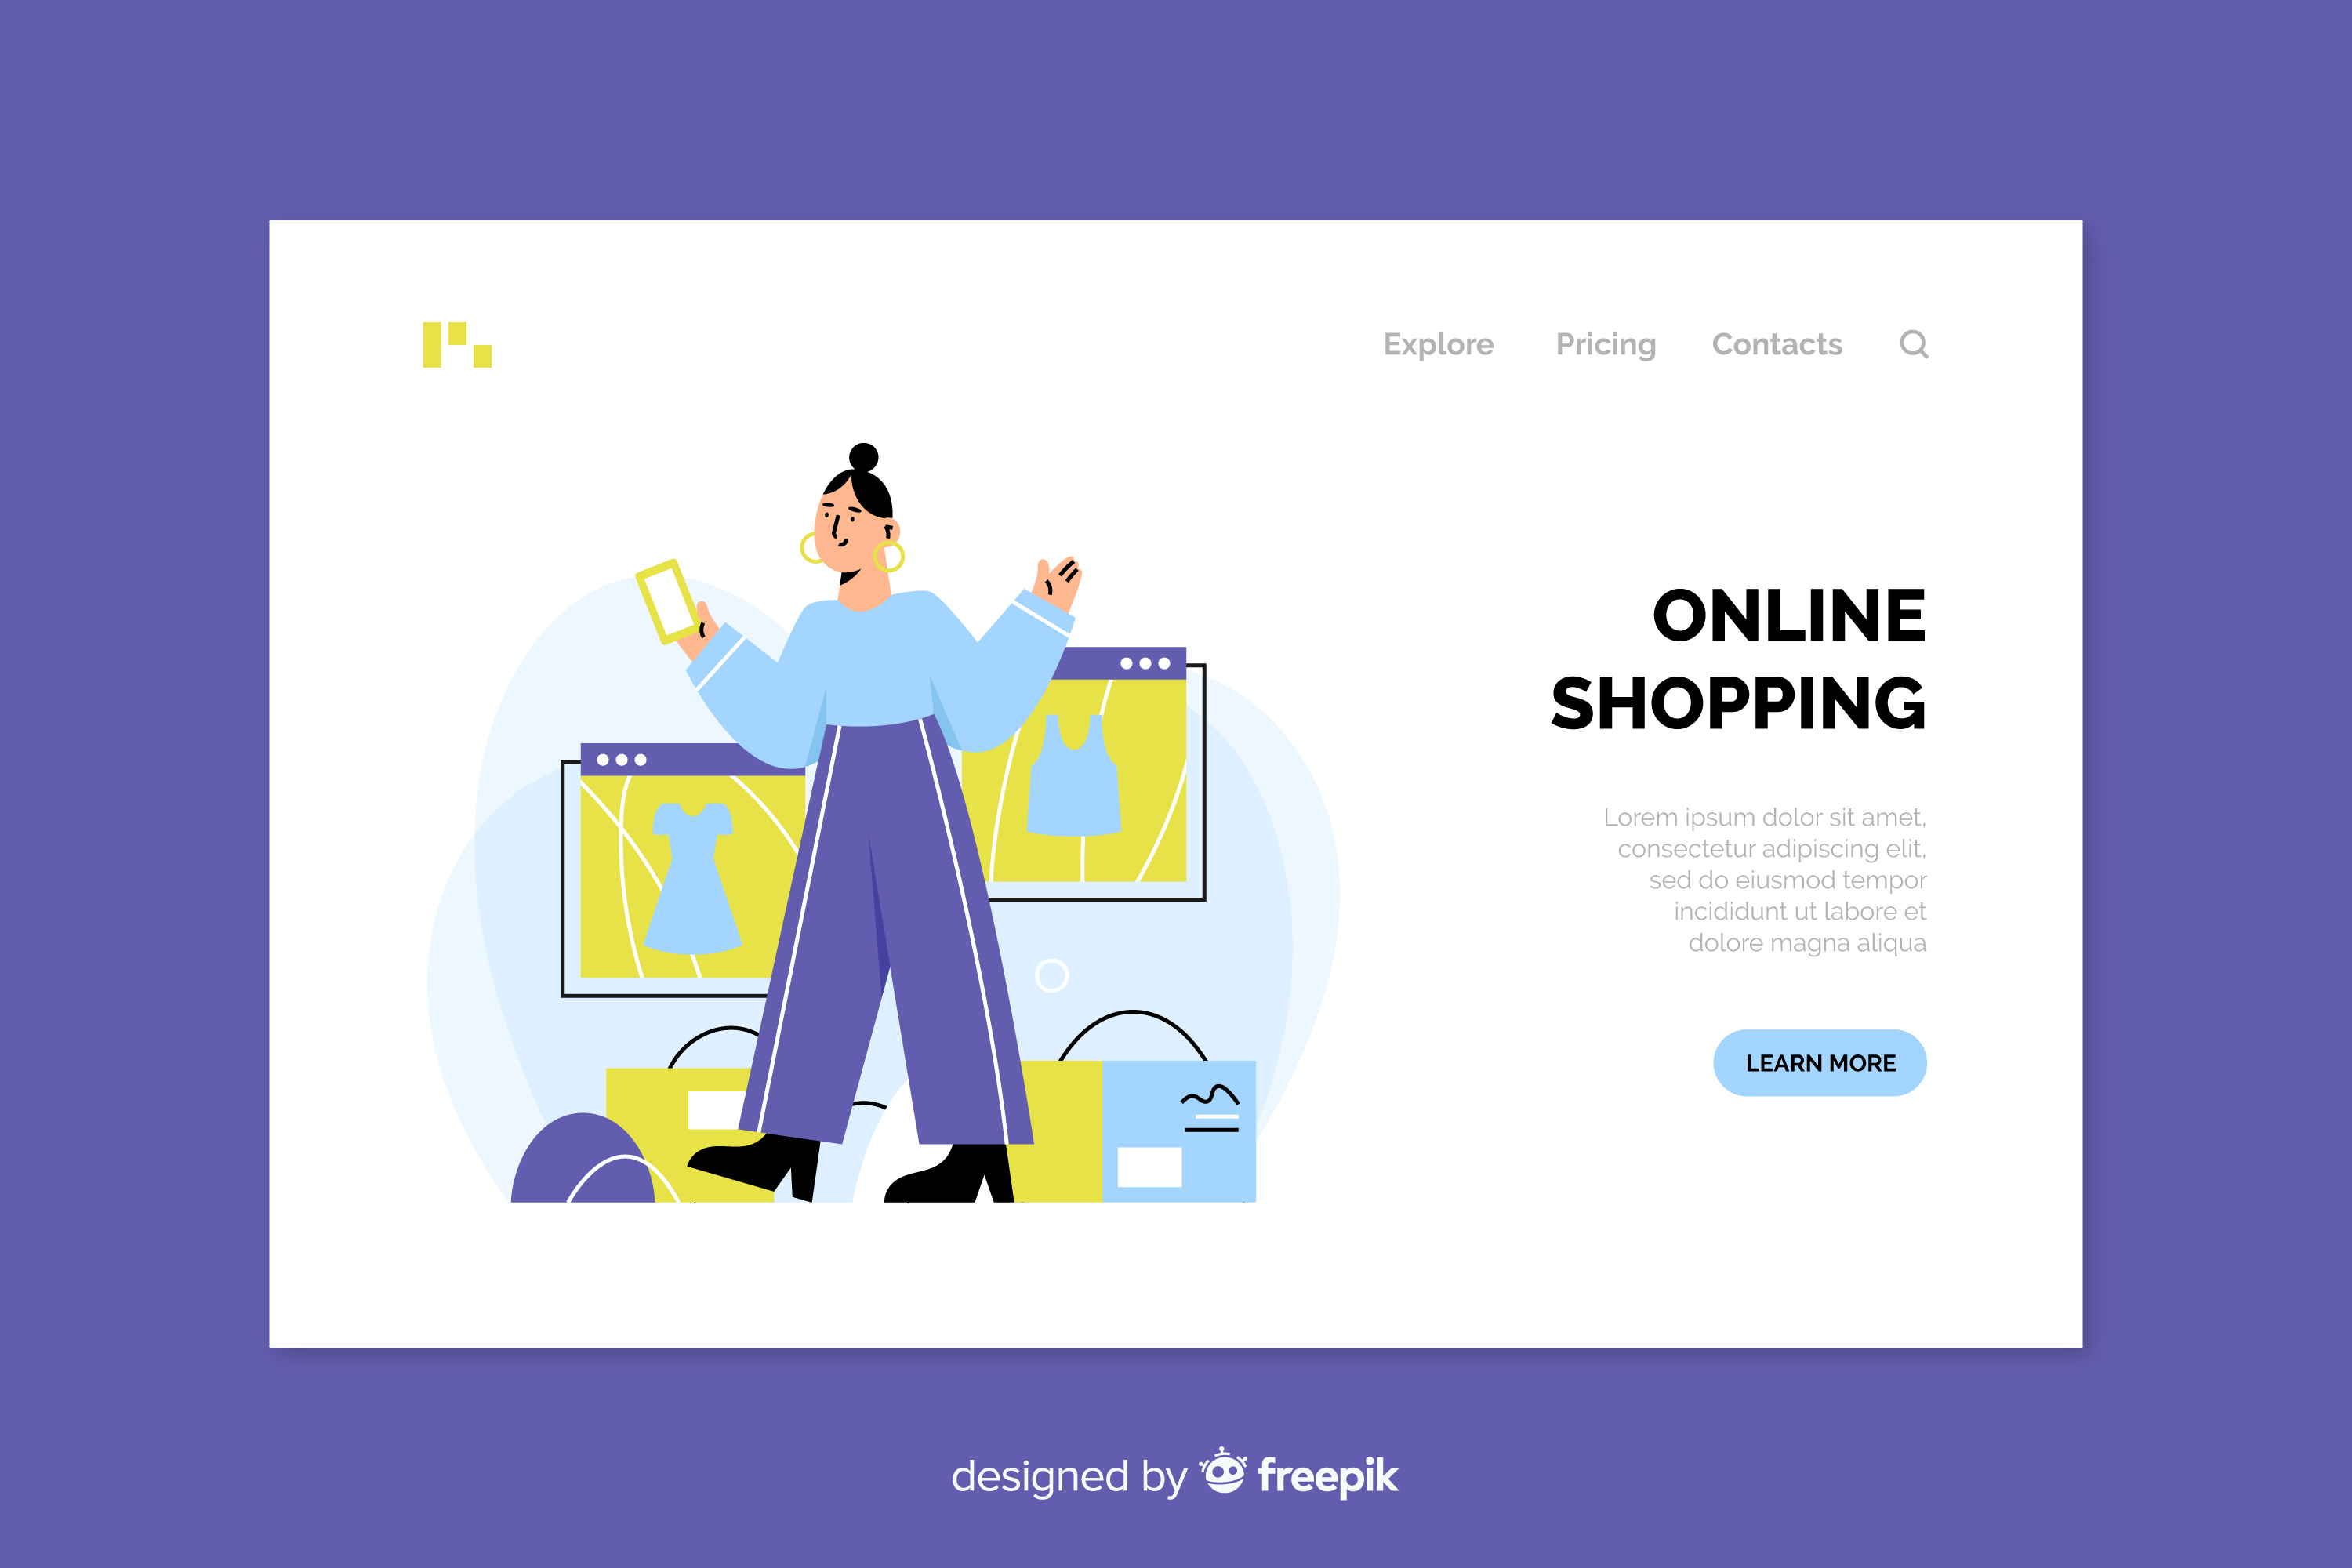 Explore Pricing Contacts
ONLINE
SHOPPING
Lorem ipsum dolor sit amet,
consectetur adipiscing elit,
sed do eiusmod tempor
incididunt ut labore et
dolore magna aliqua
LEARN MORE
designed by freepik